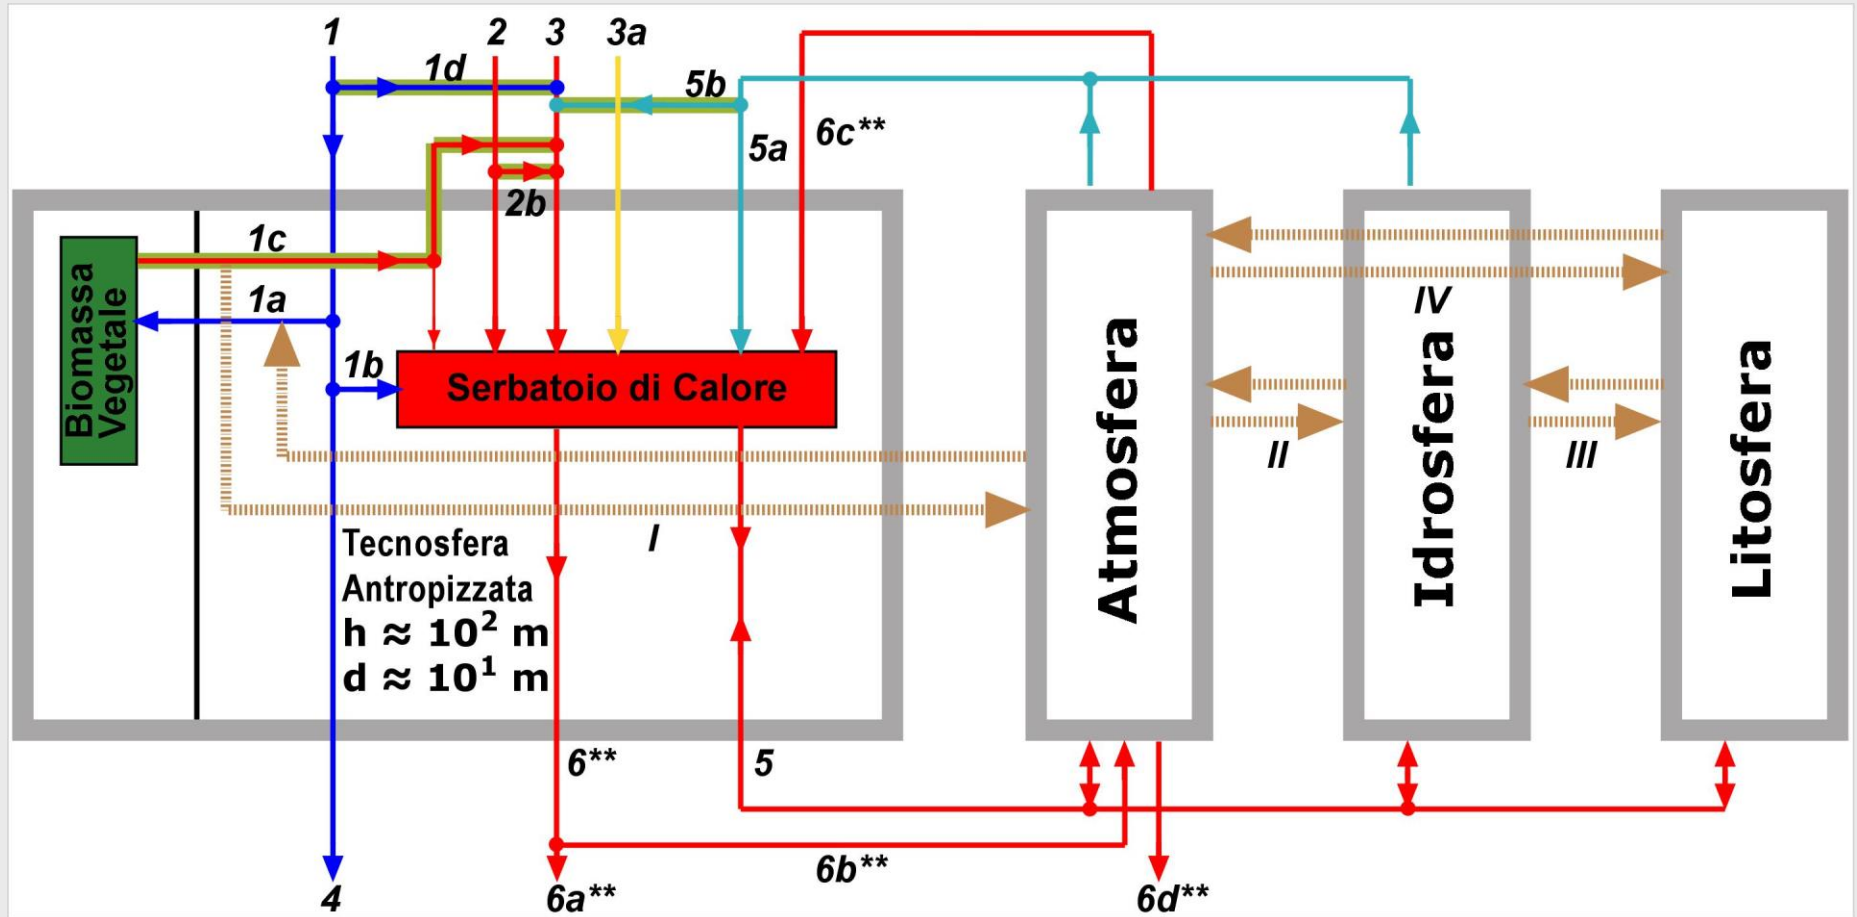 1
2
3
3a
1d
5b
6c**
5a
2b
1c
1a
1b
Biomassa
Vegetale
Serbatoio di Calore
Atmosfera
Idrosfera
Litosfera
IV
II
III
I
Tecnosfera
Antropizzata
h ≈ 10² m
d ≈ 10¹ m
6**
5
6b**
4
6a**
6d**